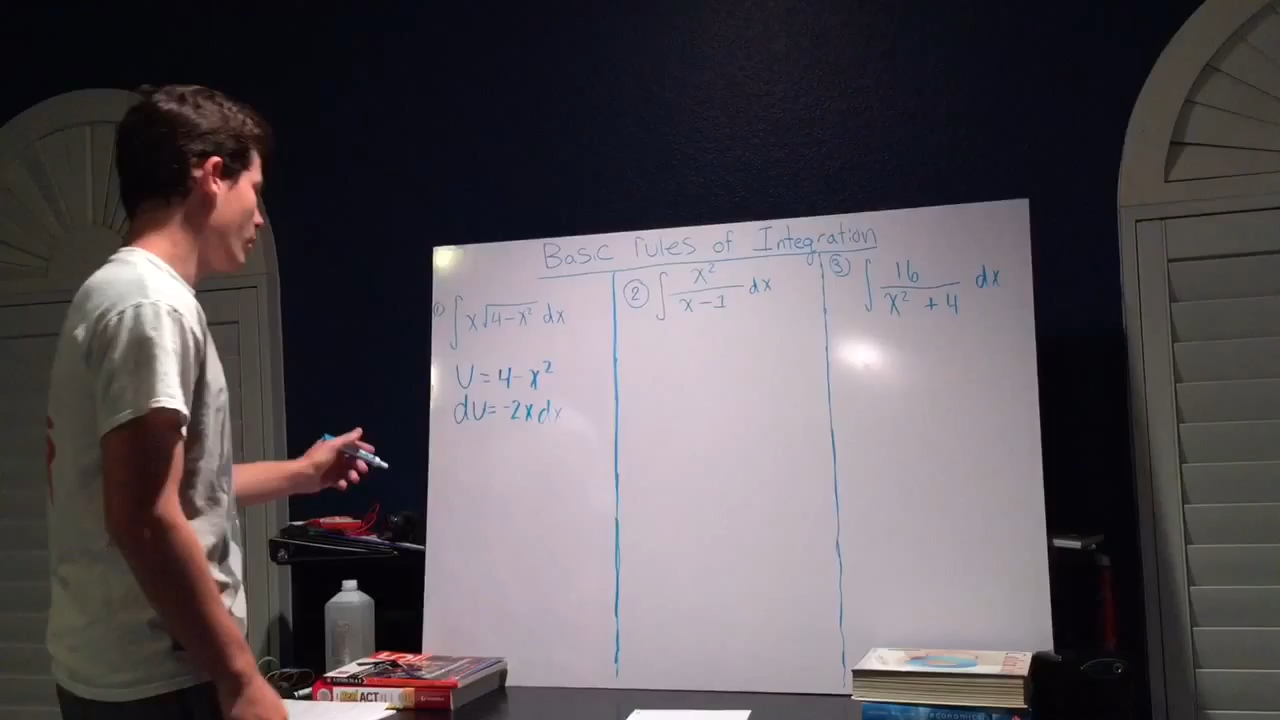 Basic rules of Integration
① ∫ x√4-x² dx
U = 4-x²
dU = -2x dx
② ∫ x²/(x-1) dx
③ ∫ 16/(x²+4) dx
ACT
economics